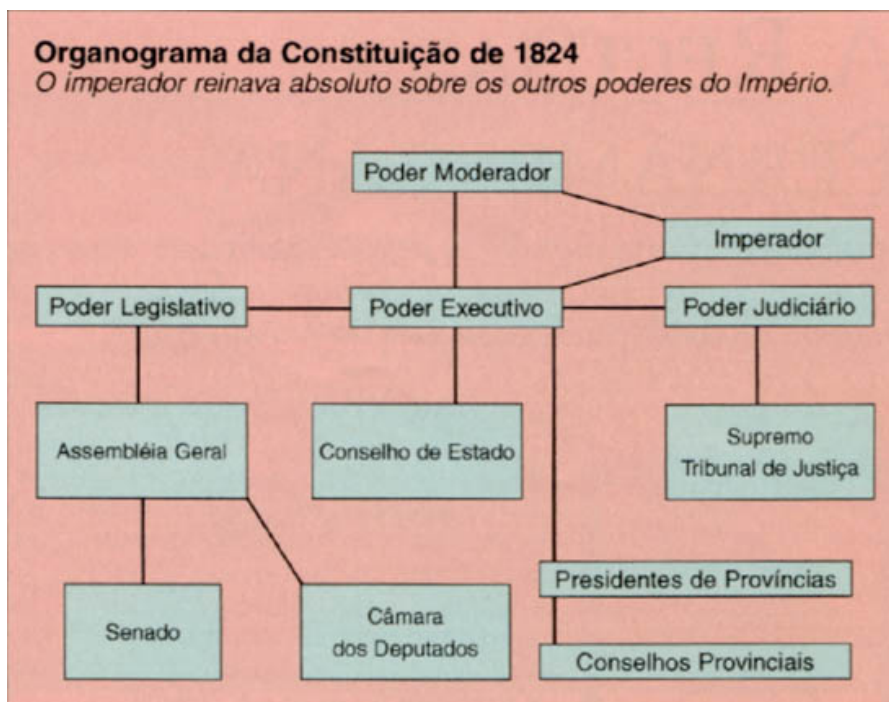 Organograma da Constituição de 1824
O imperador reinava absoluto sobre os outros poderes do Império.
Poder Moderador
Imperador
Poder Legislativo
Poder Executivo
Poder Judiciário
Assembléia Geral
Conselho de Estado
Supremo
Tribunal de Justiça
Presidentes de Províncias
Senado
Câmara
dos Deputados
Conselhos Provinciais